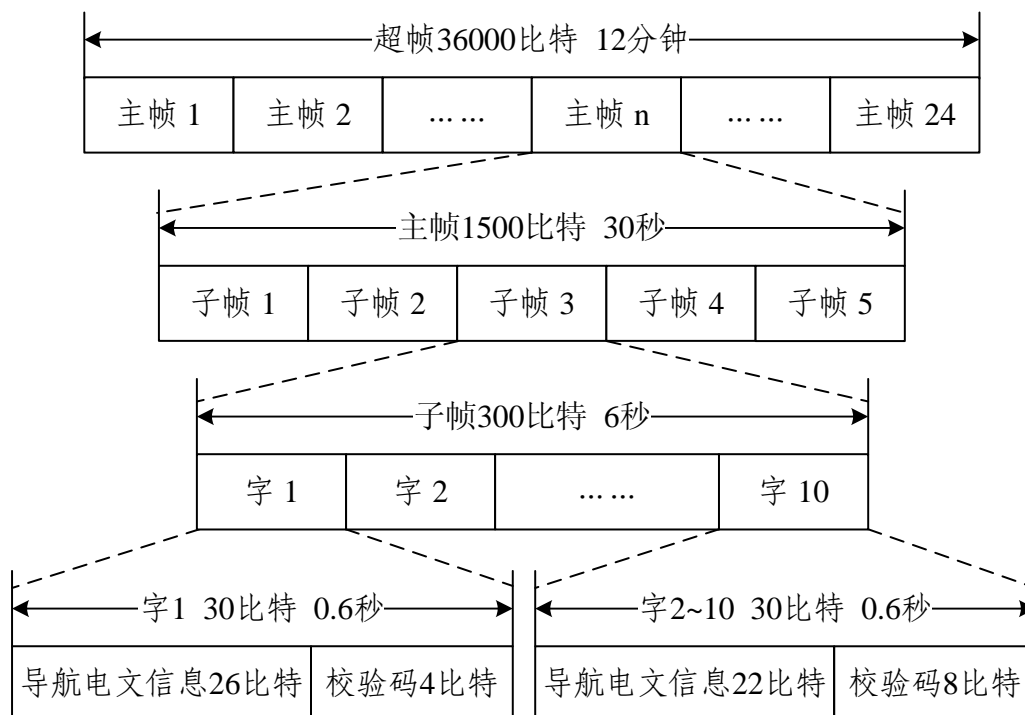 超帧36000比特 12分钟
主帧 1 主帧 2 …… 主帧 n …… 主帧 24
主帧1500比特 30秒
子帧 1 子帧 2 子帧 3 子帧 4 子帧 5
子帧300比特 6秒
字 1 字 2 …… 字 10
字1 30比特 0.6秒 字2~10 30比特 0.6秒
导航电文信息26比特 校验码4比特 导航电文信息22比特 校验码8比特